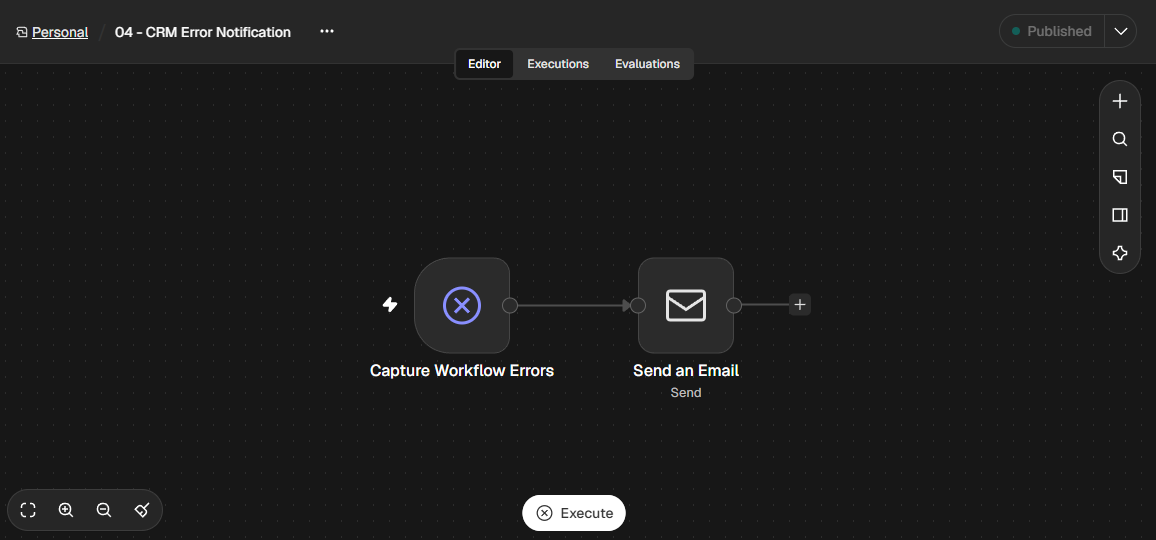 Personal / 04 - CRM Error Notification ...
Published
Editor Executions Evaluations
Capture Workflow Errors
Send an Email
Send
Execute